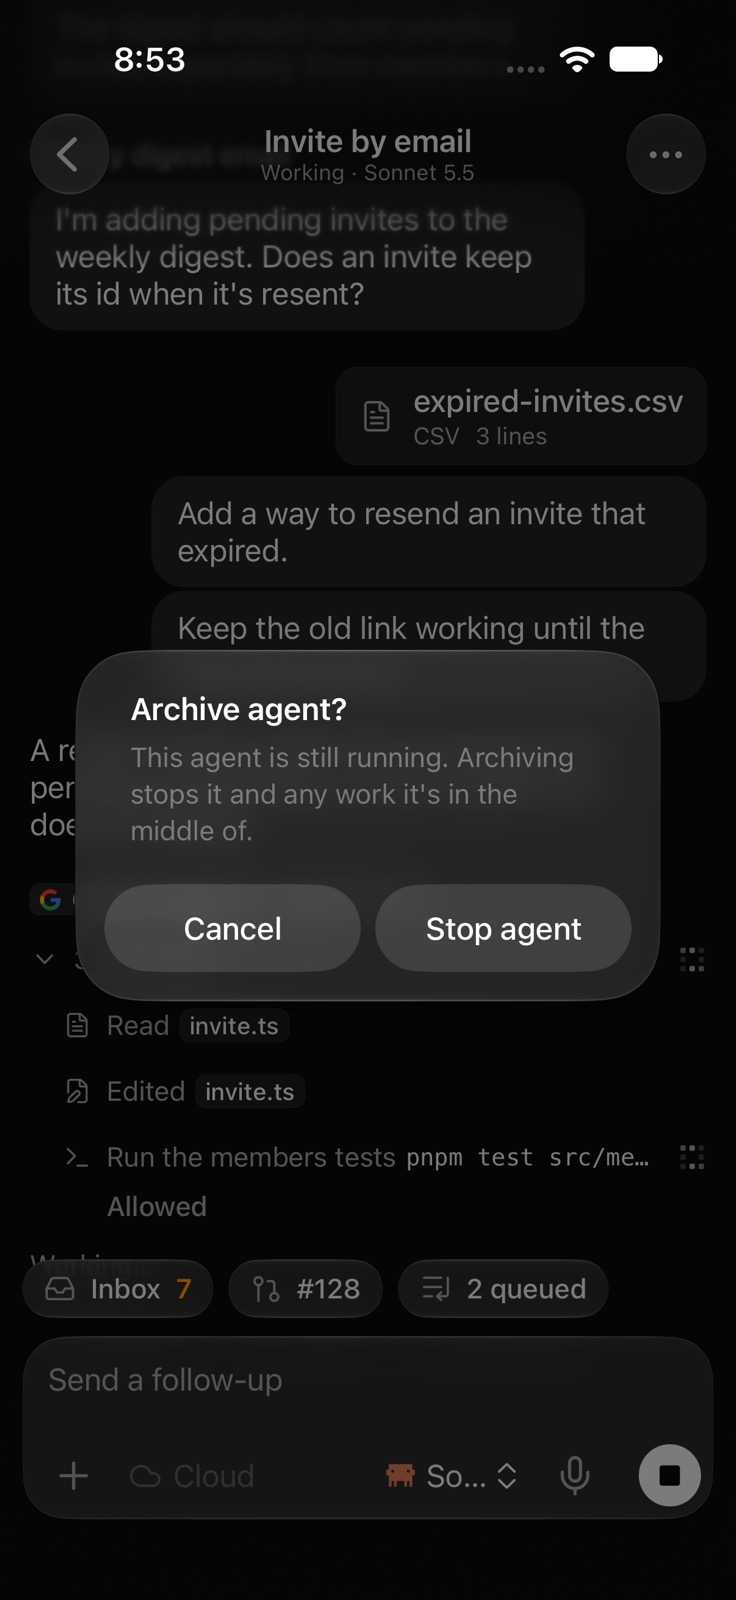 8:53
Invite by email
Working · Sonnet 5.5
I'm adding pending invites to the
weekly digest. Does an invite keep
its id when it's resent?
expired-invites.csv
CSV 3 lines
Add a way to resend an invite that
expired.
Keep the old link working until the
Archive agent?
This agent is still running. Archiving
stops it and any work it's in the
middle of.
Cancel
Stop agent
Read invite.ts
Edited invite.ts
Run the members tests pnpm test src/me…
Allowed
Working
Inbox 7
#128
2 queued
Send a follow-up
Cloud
So...